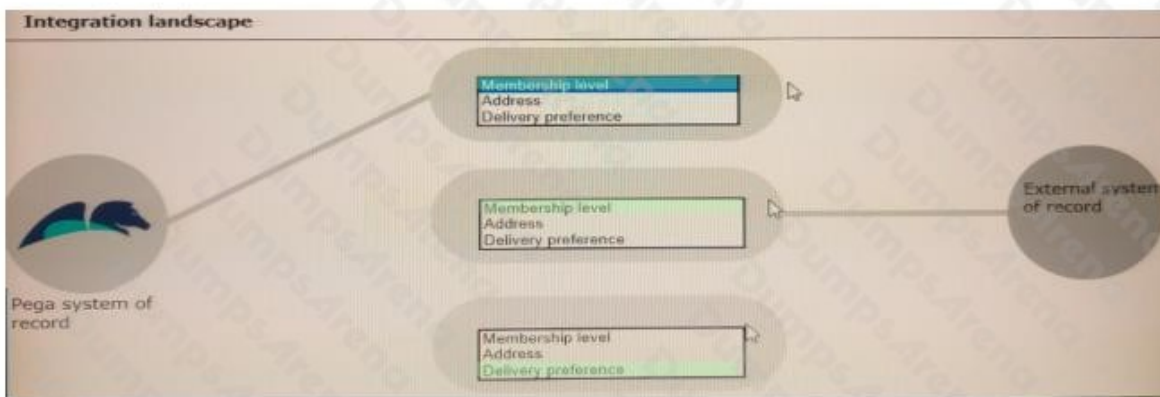 Integration landscape
Membership level
Address
Delivery preference
Membership level
Address
Delivery preference
External system
of record
Pega system of
record
Membership level
Address
Delivery preference
DumpsArena